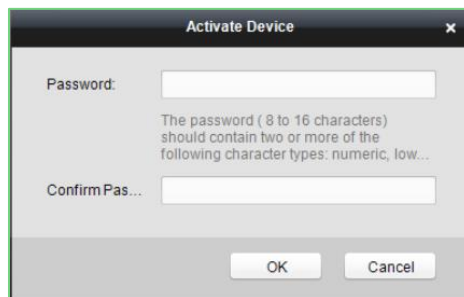 Activate Device
Password:
The password ( 8 to 16 characters)
should contain two or more of the
following character types: numeric, low...
Confirm Pas...
OK
Cancel